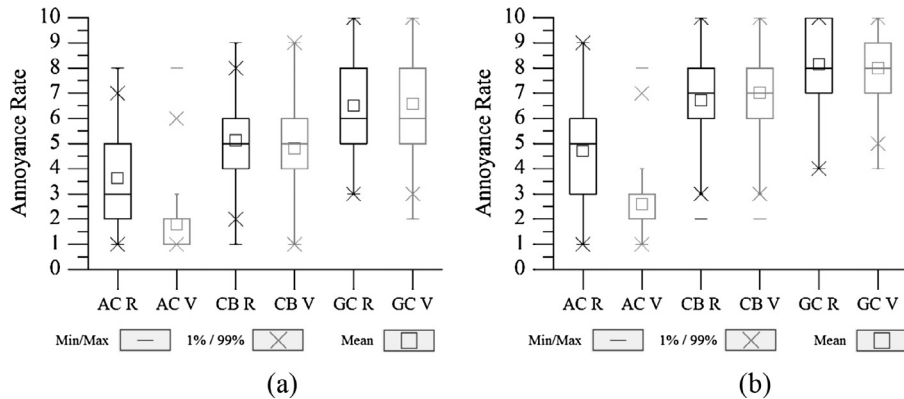 Annoyance Rate
10
9
8
7
6
5
4
3
2
1
0
AC R AC V CB R CB V GC R GC V
Min/Max 1% / 99% Mean
(a)
Annoyance Rate
10
9
8
7
6
5
4
3
2
1
0
AC R AC V CB R CB V GC R GC V
Min/Max 1% / 99% Mean
(b)